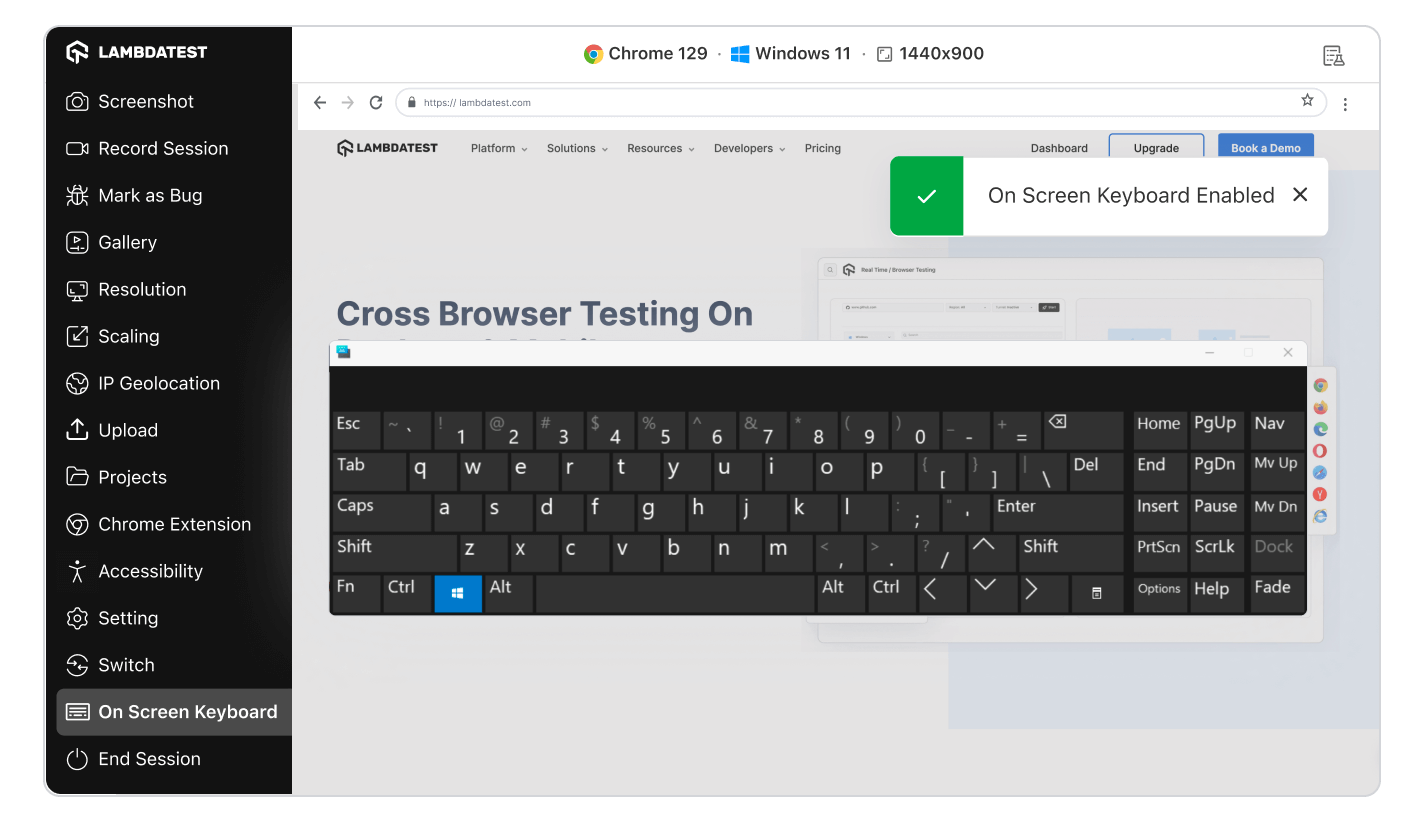 LAMBDATEST
Screenshot
Record Session
Mark as Bug
Gallery
Resolution
Scaling
IP Geolocation
Upload
Projects
Chrome Extension
Accessibility
Setting
Switch
On Screen Keyboard
End Session
Chrome 129 · Windows 11 · 1440x900
https:// lambdatest.com
LAMBDATEST Platform Solutions Resources Developers Pricing Dashboard Upgrade Book a Demo
On Screen Keyboard Enabled
Real Time / Browser Testing
Cross Browser Testing On
Esc ~ ` ! 1 @ 2 # 3 $ 4 % 5 ^ 6 & 7 * 8 ( 9 ) 0 _ - + = Home PgUp Nav
Tab q w e r t y u i o p { [ } ] | \ Del End PgDn Mv Up
Caps a s d f g h j k l : ; " ' Enter Insert Pause Mv Dn
Shift z x c v b n m < , > . ? / Shift PrtScn ScrLk Dock
Fn Ctrl Alt Alt Ctrl Options Help Fade